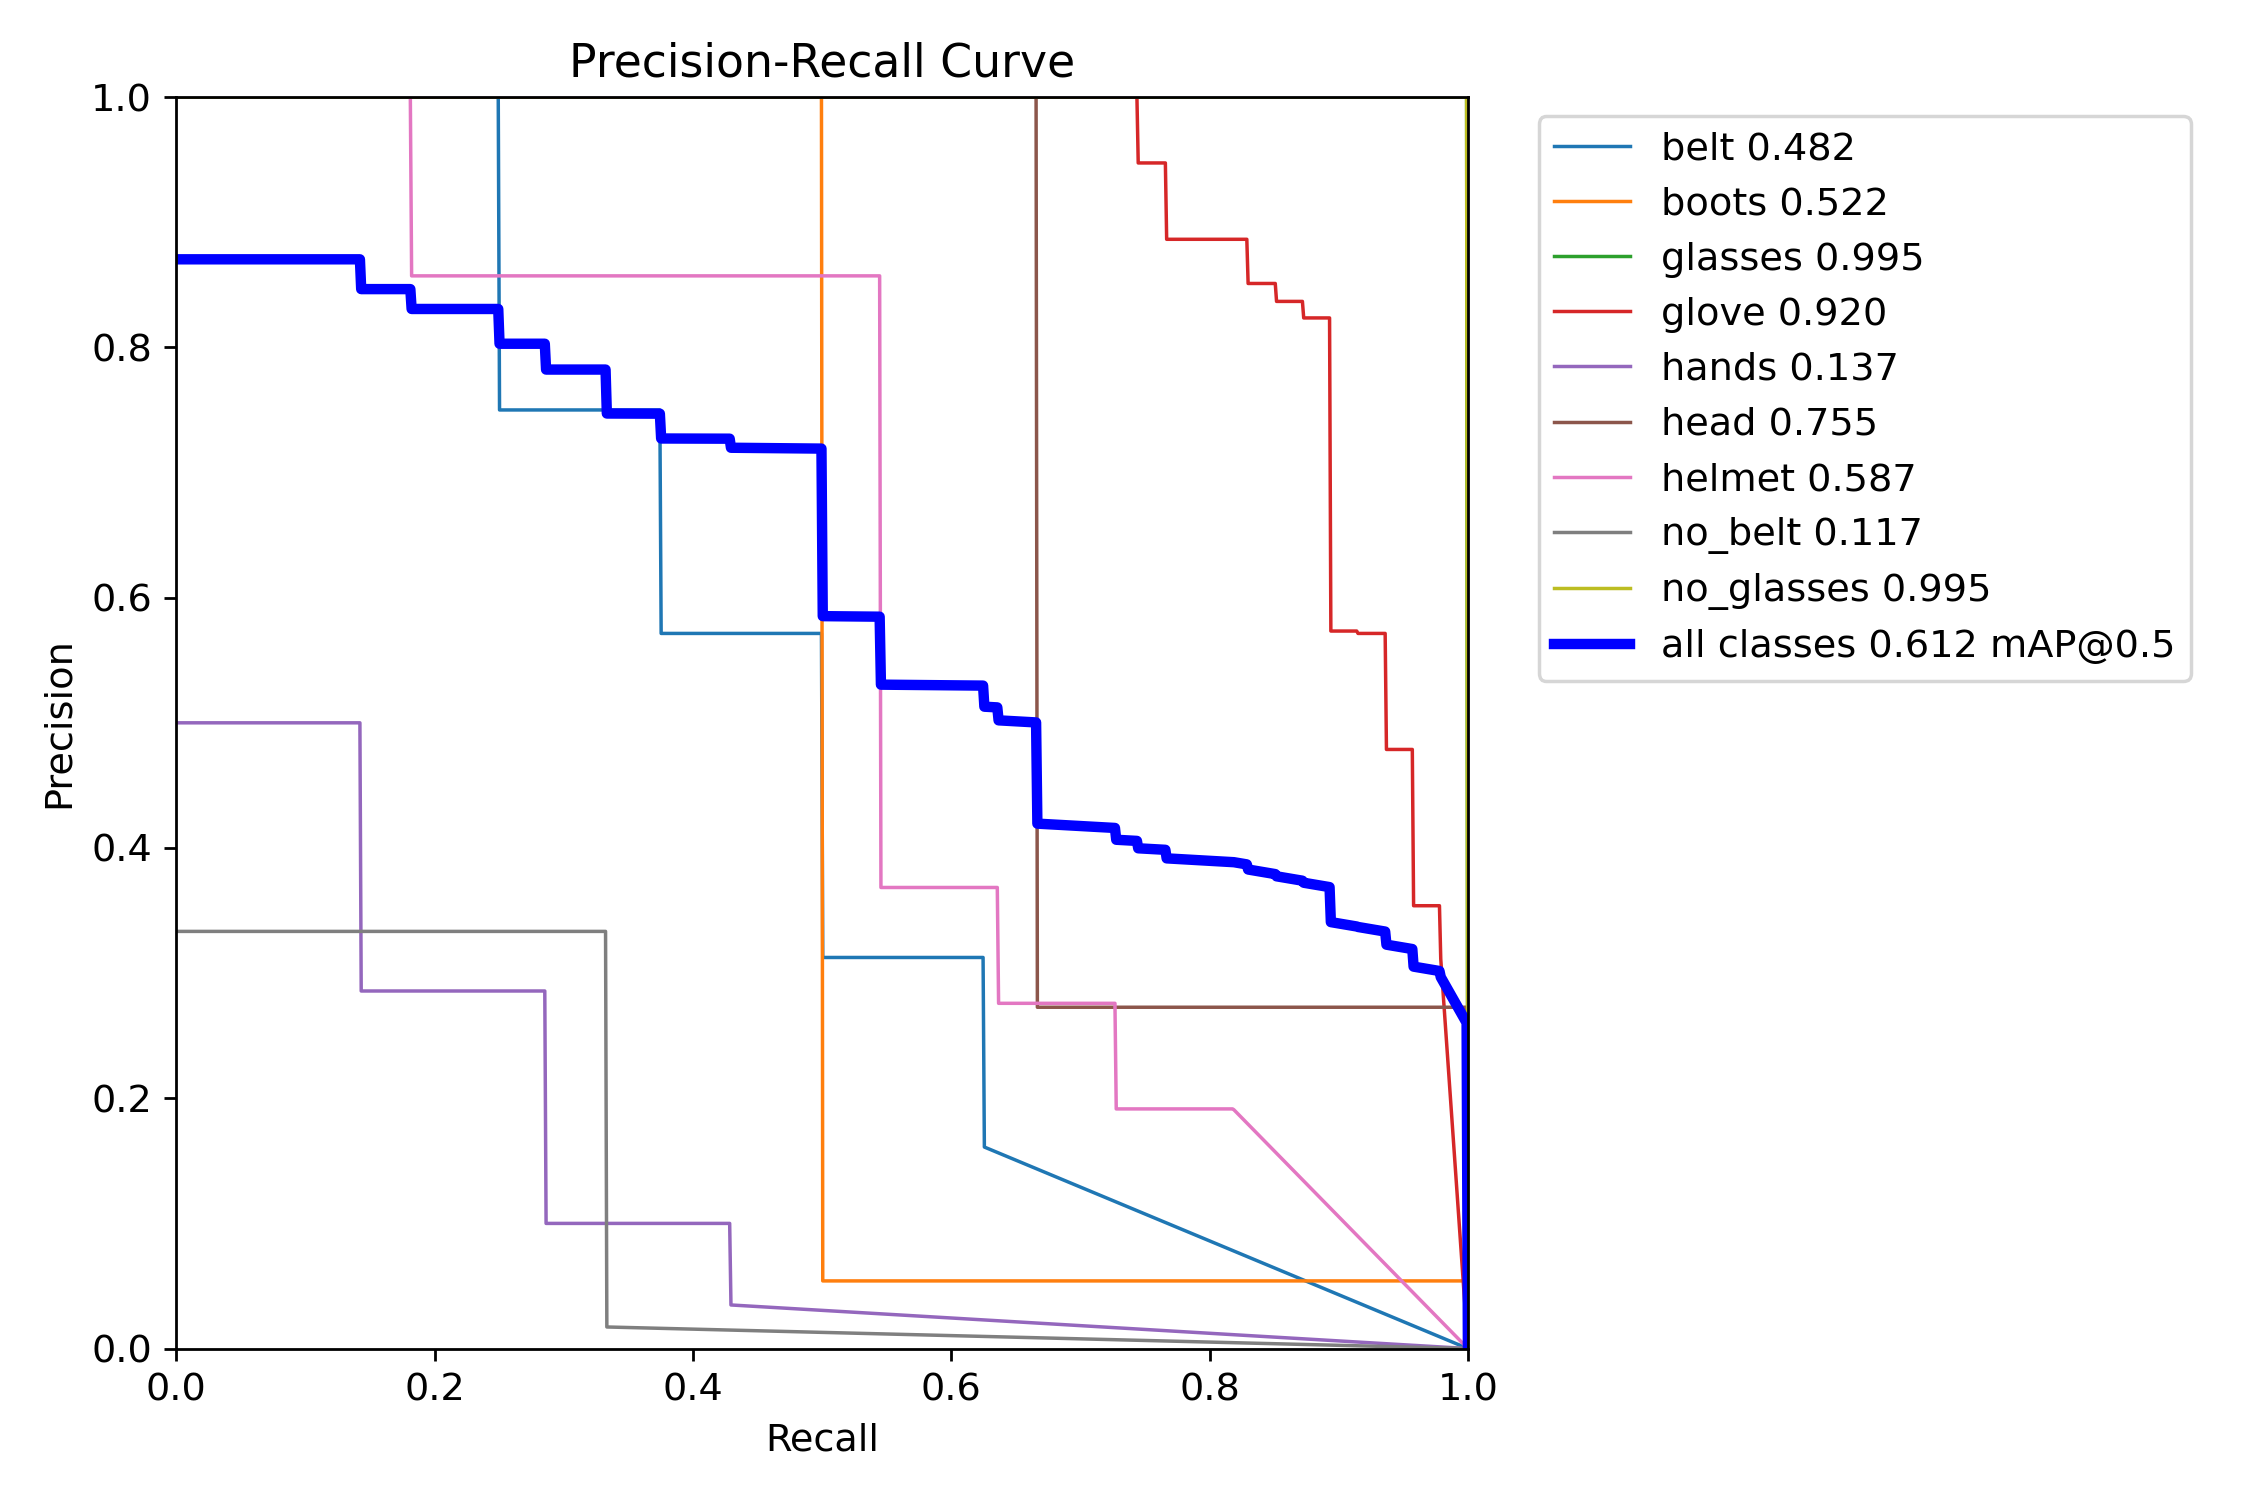 Precision-Recall Curve
1.0
0.8
0.6
0.4
0.2
0.0
Precision
0.0 0.2 0.4 0.6 0.8 1.0
Recall
belt 0.482
boots 0.522
glasses 0.995
glove 0.920
hands 0.137
head 0.755
helmet 0.587
no_belt 0.117
no_glasses 0.995
all classes 0.612 mAP@0.5